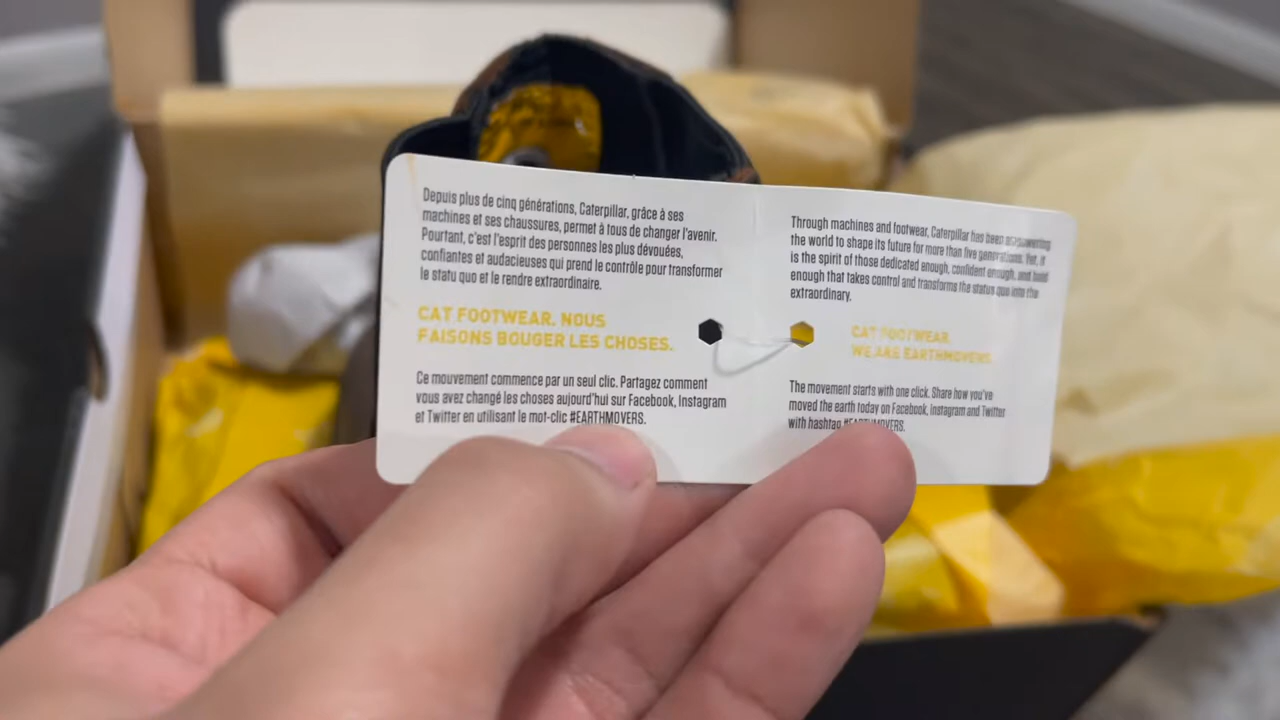 Depuis plus de cinq générations, Caterpillar, grâce à ses
machines et ses chaussures, permet à tous de changer l'avenir.
Pourtant, c'est l'esprit des personnes les plus dévouées,
confiantes et audacieuses qui prend le contrôle pour transformer
le statu quo et le rendre extraordinaire.
CAT FOOTWEAR. NOUS
FAISONS BOUGER LES CHOSES.
Ce mouvement commence par un seul clic. Partagez comment
vous avez changé les choses aujourd'hui sur Facebook, Instagram
et Twitter en utilisant le mot-clic #EARTHMOVERS.
Through machines and footwear, Caterpillar has been empowering
the world to shape its future for more than five generations. Yet, it
is the spirit of those dedicated enough, confident enough, and bold
enough that takes control and transforms the status quo into the
extraordinary.
CAT FOOTWEAR.
WE ARE EARTHMOVERS.
The movement starts with one click. Share how you've
moved the earth today on Facebook, Instagram and Twitter
with hashtag #EARTHMOVERS.